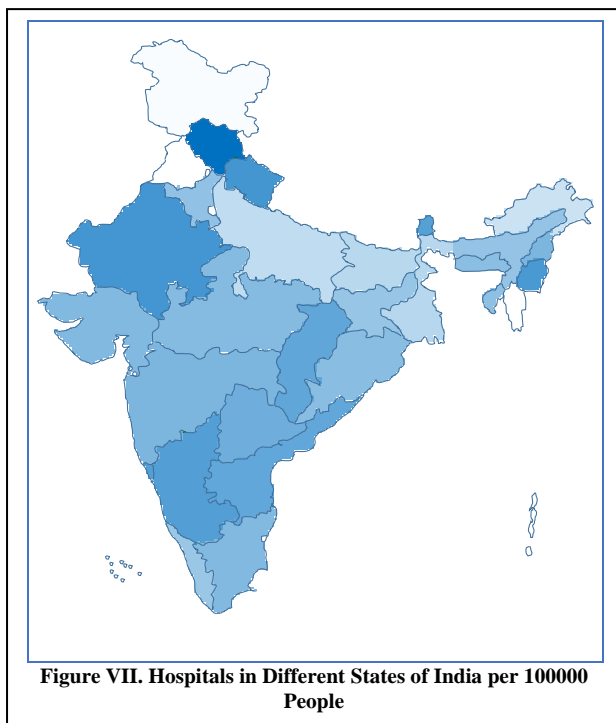 Figure VII. Hospitals in Different States of India per 100000
People